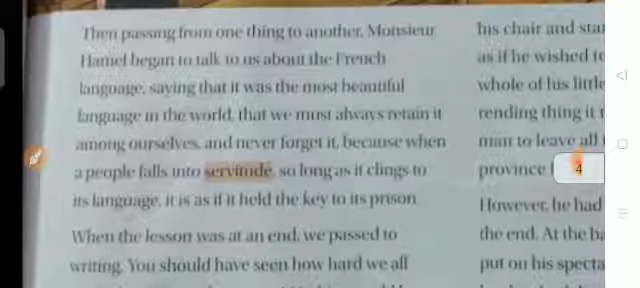 Then passing from one thing to another, Monsieur
Hamel began to talk to us about the French
language, saying that it was the most beautiful
language in the world, that we must always retain it
among ourselves, and never forget it, because when
a people falls into servitude, so long as it clings to
its language, it is as if it held the key to its prison
When the lesson was at an end, we passed to
writing. You should have seen how hard we all
his chair and
as if he wished
whole of his little
rending thing it
man to leave all
province
4
However, he had
the end. At the
put on his